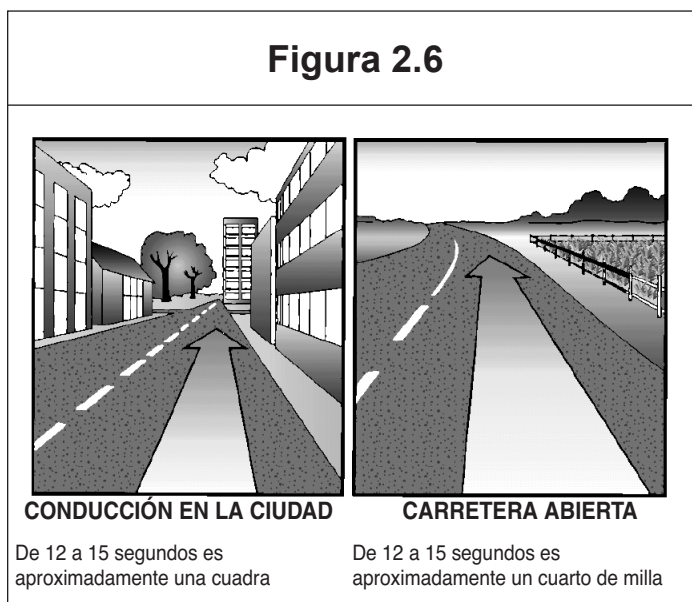 Figura 2.6
CONDUCCIÓN EN LA CIUDAD
De 12 a 15 segundos es
aproximadamente una cuadra
CARRETERA ABIERTA
De 12 a 15 segundos es
aproximadamente un cuarto de milla